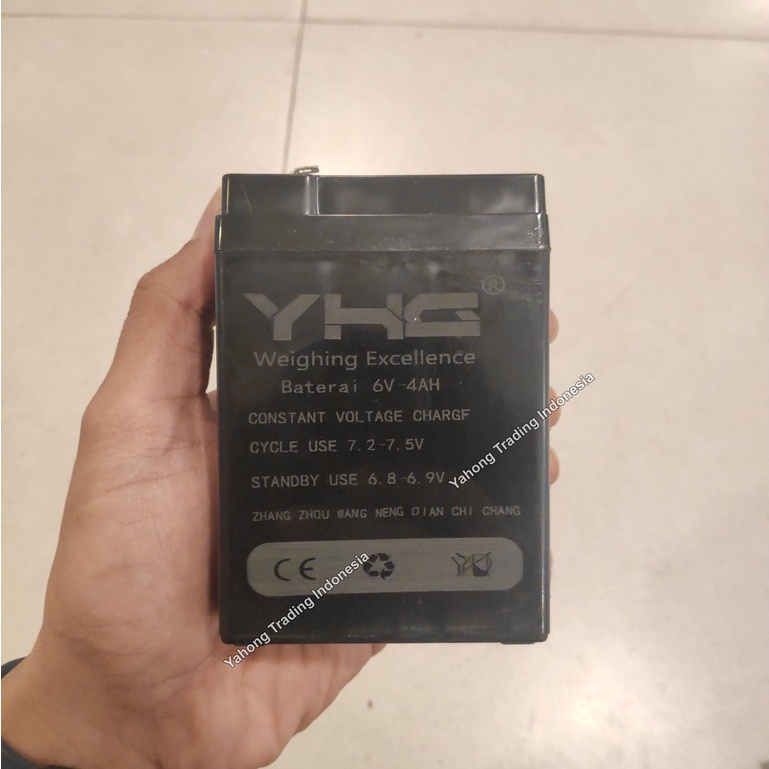 YHG®
Weighing Excellence
Baterai 6V-4AH
CONSTANT VOLTAGE CHARGF
CYCLE USE 7.2-7.5V
STANDBY USE 6.8-6.9V
ZHANG ZHOU WANG NENG DIAN CHI CHANG
CE
Yahong Trading Indonesia
Yahong Trading Indonesia